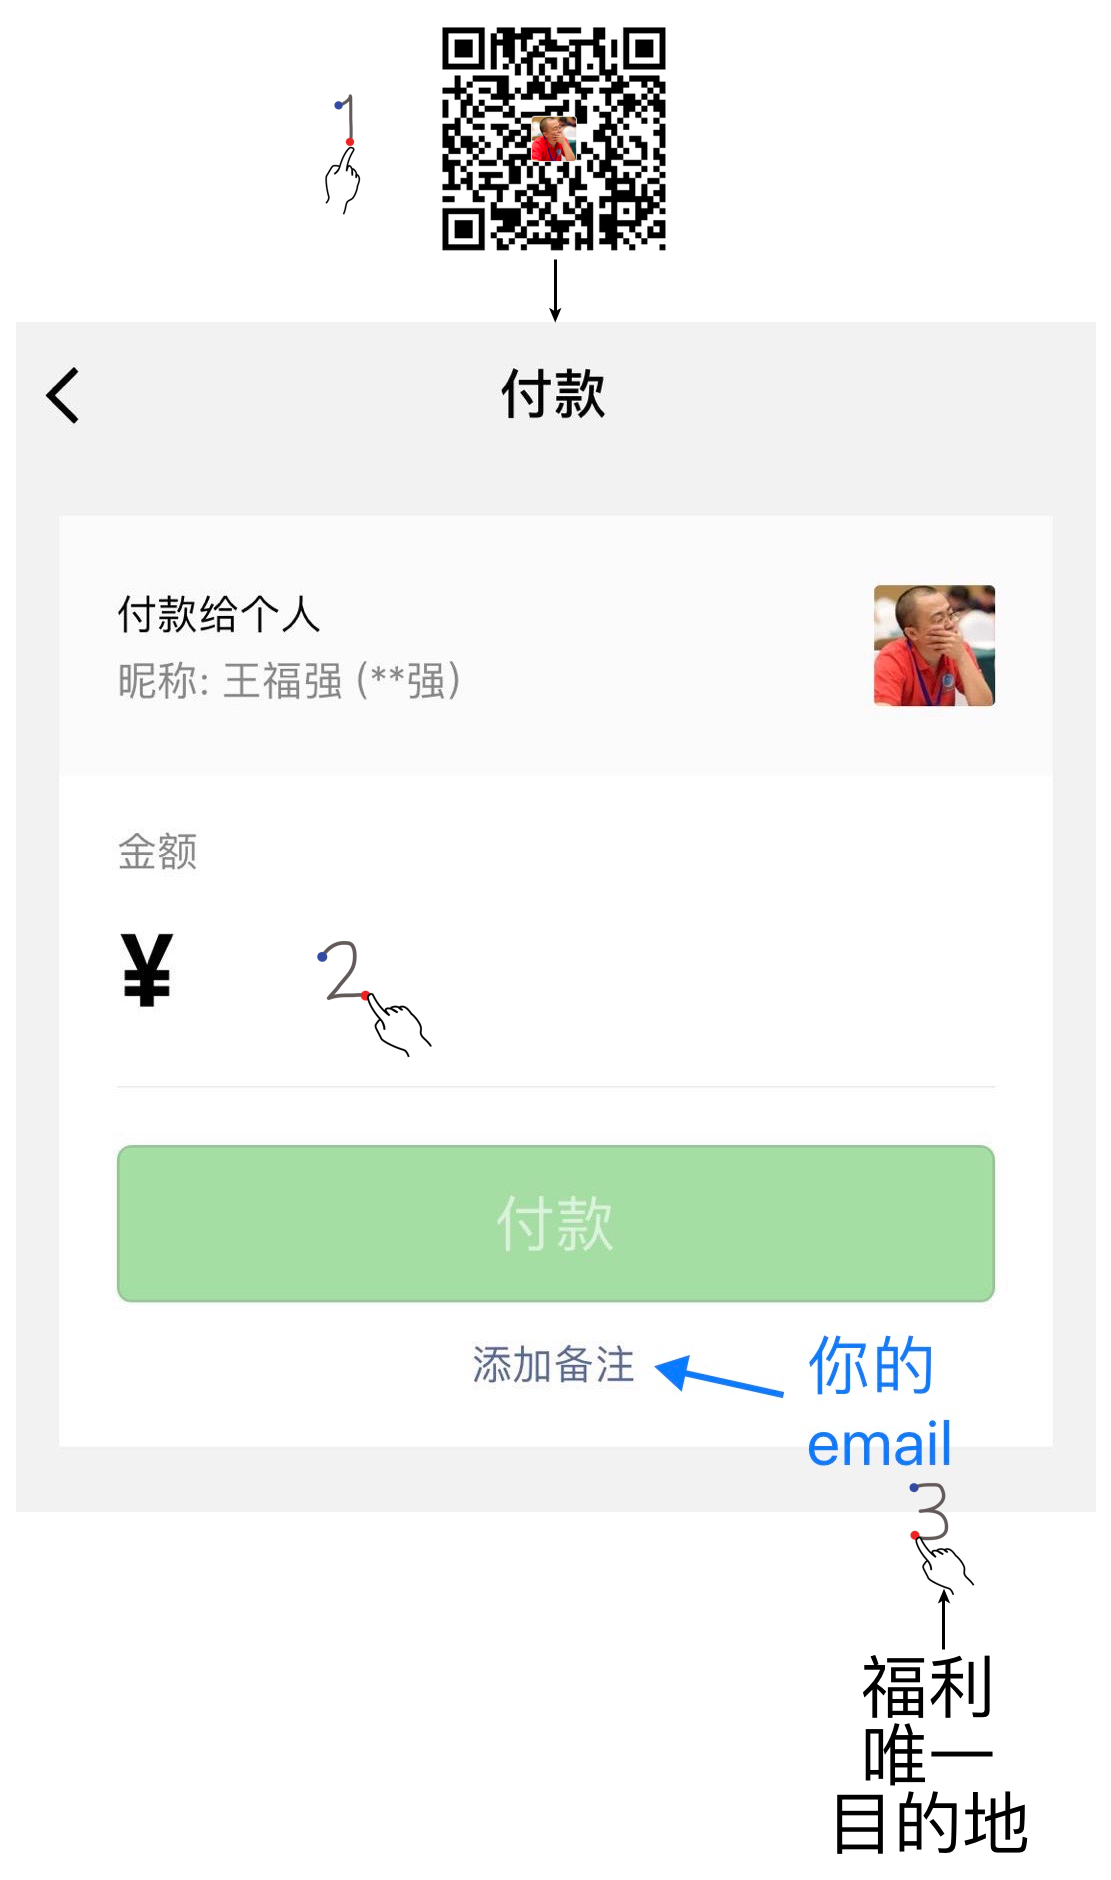 1
付款
付款给个人
昵称: 王福强 (**强)
金额
¥
2
付款
添加备注
你的
email
3
福利
唯一
目的地